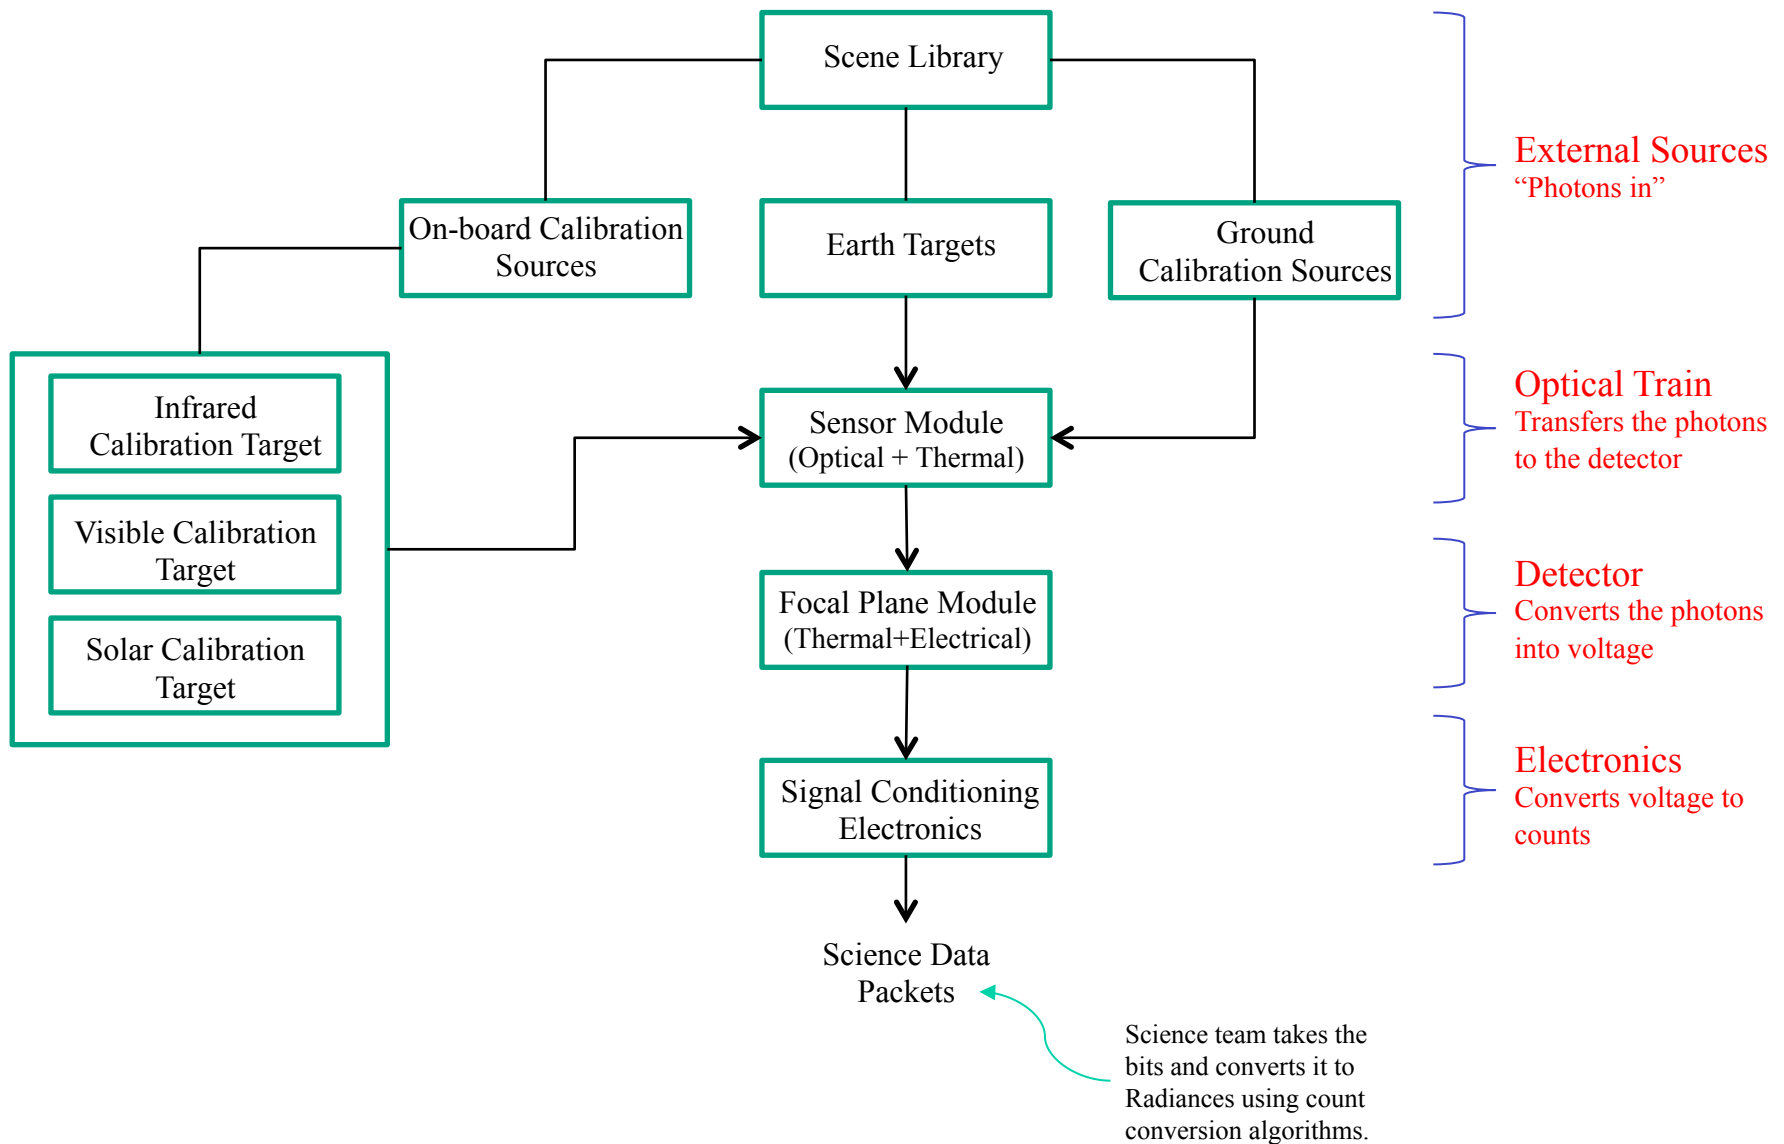 Scene Library
External Sources
“Photons in”
On-board Calibration
Sources
Earth Targets
Ground
Calibration Sources
Infrared
Calibration Target
Visible Calibration
Target
Solar Calibration
Target
Sensor Module
(Optical + Thermal)
Optical Train
Transfers the photons
to the detector
Focal Plane Module
(Thermal+Electrical)
Detector
Converts the photons
into voltage
Signal Conditioning
Electronics
Electronics
Converts voltage to
counts
Science Data
Packets
Science team takes the
bits and converts it to
Radiances using count
conversion algorithms.